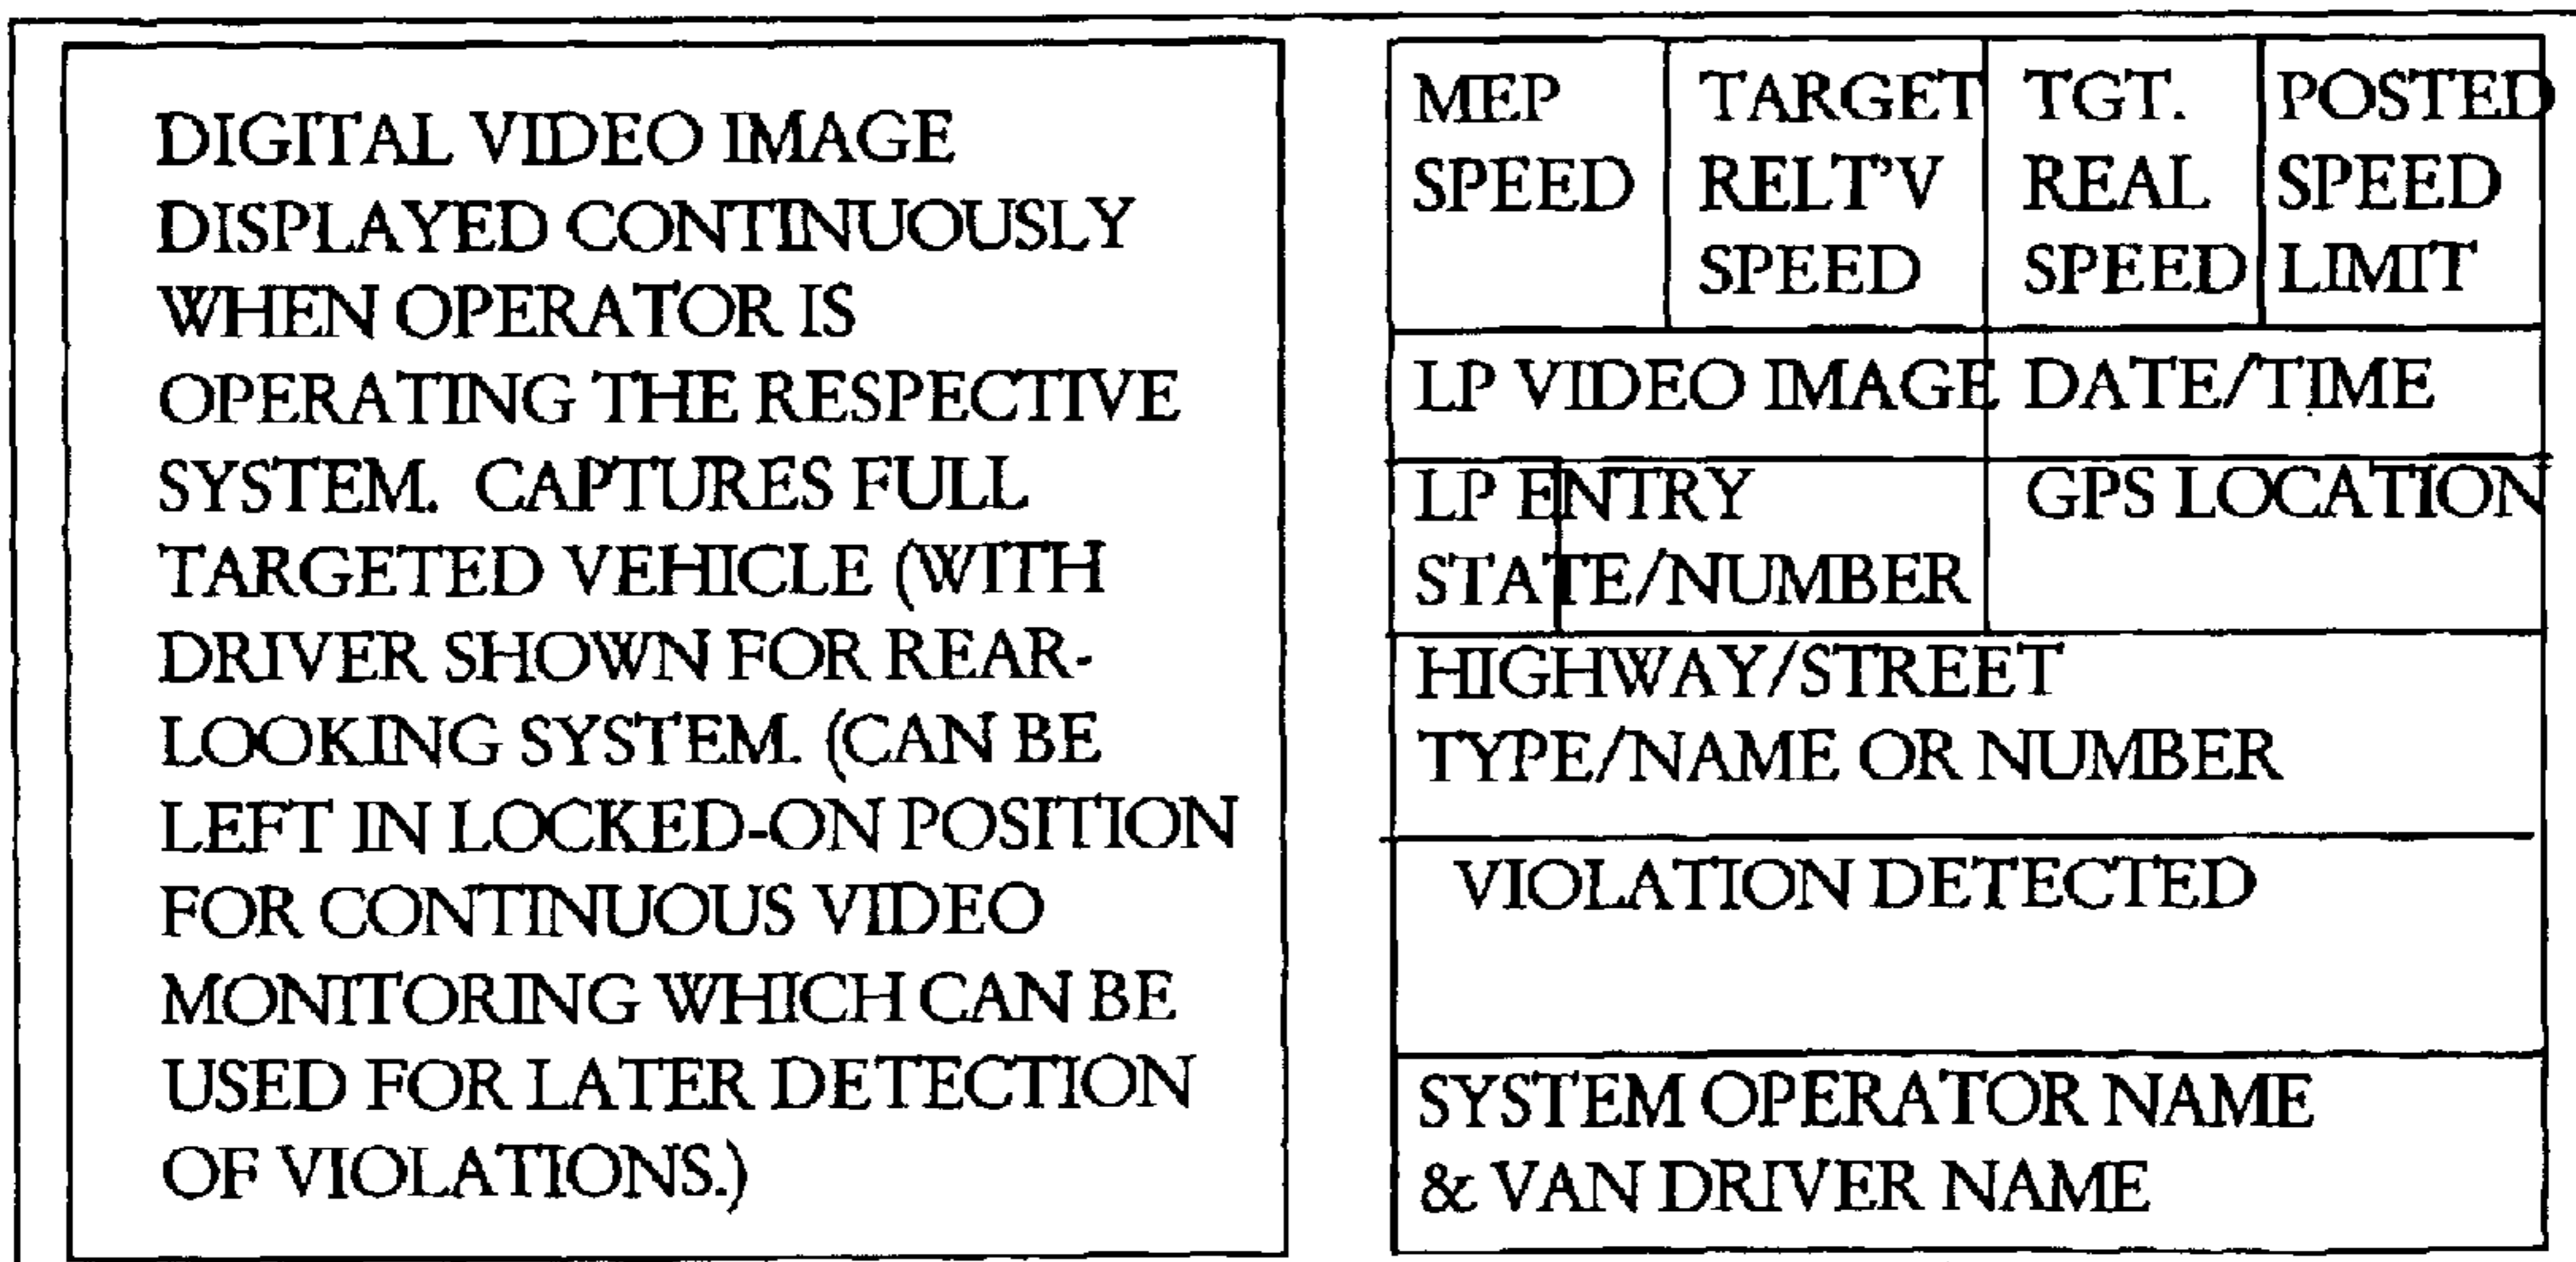 DIGITAL VIDEO IMAGE
DISPLAYED CONTINUOUSLY
WHEN OPERATOR IS
OPERATING THE RESPECTIVE
SYSTEM. CAPTURES FULL
TARGETED VEHICLE (WITH
DRIVER SHOWN FOR REAR-
LOOKING SYSTEM. (CAN BE
LEFT IN LOCKED-ON POSITION
FOR CONTINUOUS VIDEO
MONITORING WHICH CAN BE
USED FOR LATER DETECTION
OF VIOLATIONS.)
MEP
SPEED
TARGET
RELT'V
SPEED
TGT.
REAL
SPEED
POSTED
SPEED
LIMIT
LP VIDEO IMAGE
DATE/TIME
LP ENTRY
STATE/NUMBER
GPS LOCATION
HIGHWAY/STREET
TYPE/NAME OR NUMBER
VIOLATION DETECTED
SYSTEM OPERATOR NAME
& VAN DRIVER NAME